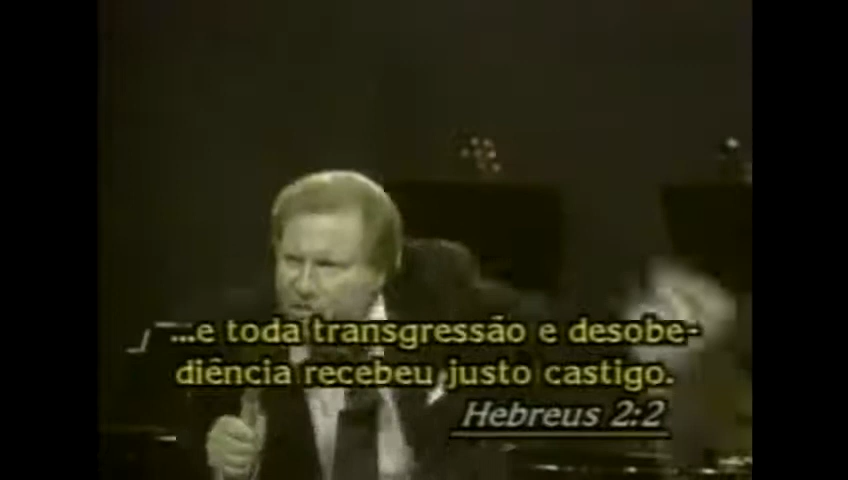 ...e toda transgressão e desobe-
diência recebeu justo castigo.
Hebreus 2:2